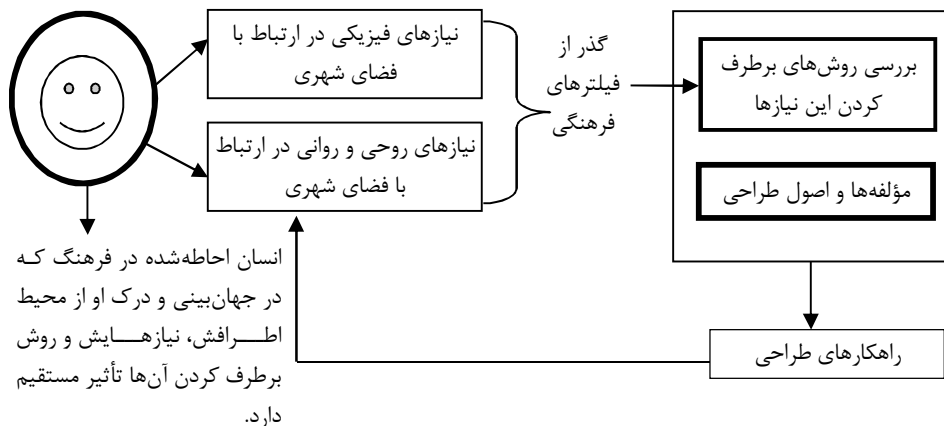 نیازهای فیزیکی در ارتباط با
فضای شهری
نیازهای روحی و روانی در ارتباط
با فضای شهری
گذر از
فیلترهای
فرهنگی
بررسی روش‌های برطرف
کردن این نیازها
مؤلفه‌ها و اصول طراحی
راهکارهای طراحی
انسان احاطه‌شده در فرهنگ که
در جهان‌بینی و درک او از محیط
اطرافش، نیازهایش و روش
برطرف کردن آن‌ها تأثیر مستقیم
دارد.